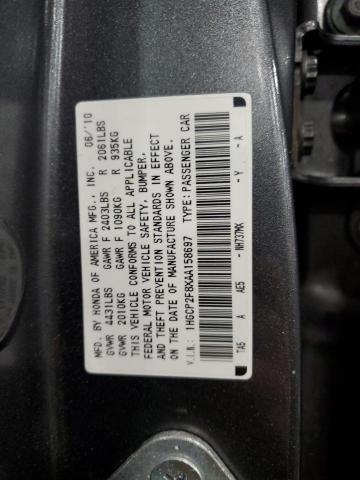 MFD. BY HONDA OF AMERICA MFG., INC. 06/10
GVWR 4431LBS GAWR F 2403LBS R 2061LBS
GVWR 2010KG GAWR F 1090KG R 935KG
THIS VEHICLE CONFORMS TO ALL APPLICABLE
FEDERAL MOTOR VEHICLE SAFETY, BUMPER,
AND THEFT PREVENTION STANDARDS IN EFFECT
ON THE DATE OF MANUFACTURE SHOWN ABOVE.
V.I.N.: 1HGCP2F8XAA158697 TYPE: PASSENGER CAR
TA5 A AE5 - NH737MX - Y - A